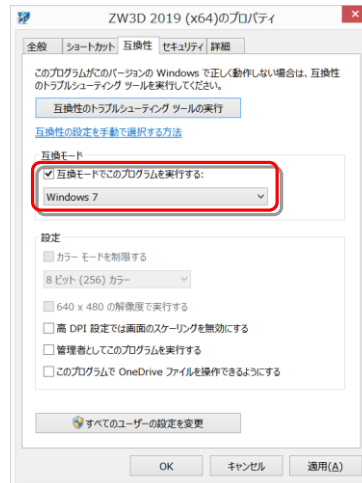 ZW3D 2019 (x64)のプロパティ
全般 ショートカット 互換性 セキュリティ 詳細
このプログラムがこのバージョンの Windows で正しく動作しない場合は、互換性
のトラブルシューティング ツールを実行してください。
互換性のトラブルシューティング ツールの実行
互換性の設定を手動で選択する方法
互換モード
互換モードでこのプログラムを実行する:
Windows 7
設定
カラー モードを制限する
8 ビット (256) カラー
640 x 480 の解像度で実行する
高 DPI 設定では画面のスケーリングを無効にする
管理者としてこのプログラムを実行する
このプログラムで OneDrive ファイルを操作できるようにする
すべてのユーザーの設定を変更
OK キャンセル 適用(A)